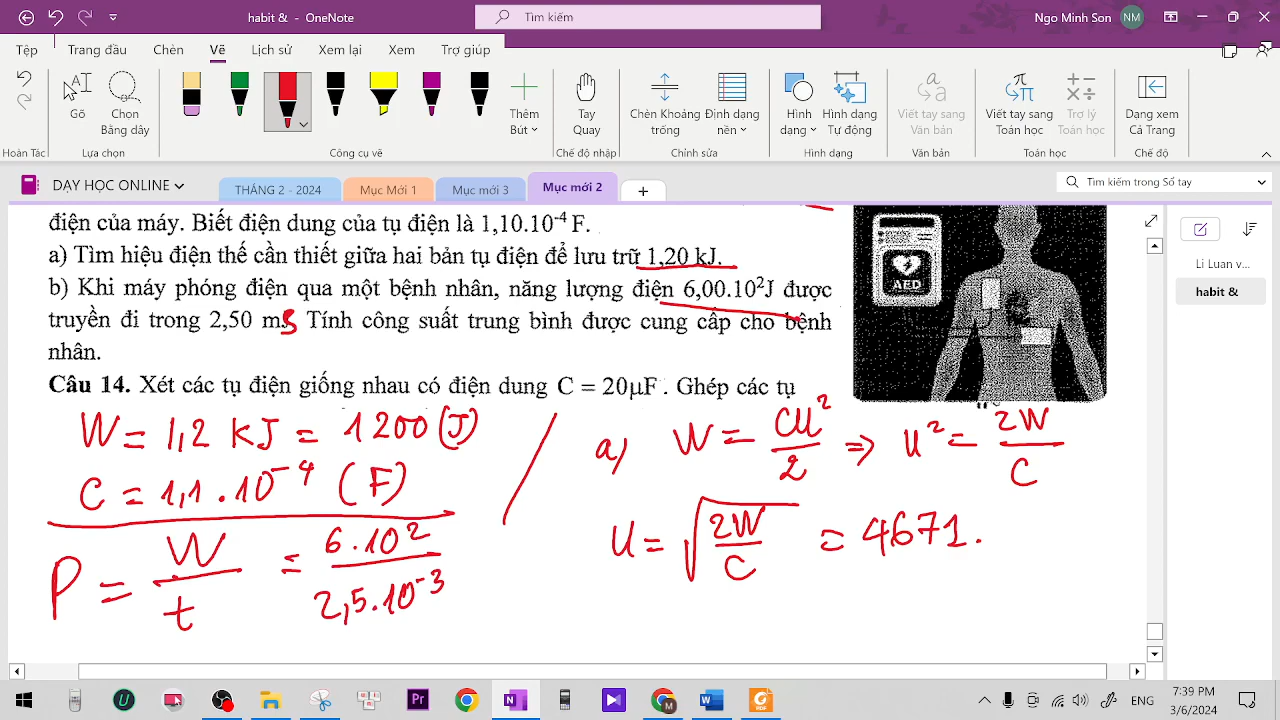 habit & - OneNote
Tìm kiếm
Ngo Minh Son NM
Tệp Trang đầu Chèn Vẽ Lịch sử Xem lại Xem Trợ giúp
Gõ
Chọn Bằng dây
Thêm Bút
Tay Quay
Chèn Khoảng trống
Định dạng nền
Hình dạng
Hình dạng Tự động
Viết tay sang Văn bản
Viết tay sang Toán học
Trợ lý Toán học
Dạng xem Cả Trang
Hoàn Tác Lựa chọn Công cụ vẽ Chế độ nhập Chỉnh sửa Hình dạng Văn bản Toán học Chế độ
DẠY HỌC ONLINE THÁNG 2 - 2024 Mục Mới 1 Mục mới 3 Mục mới 2 + Tìm kiếm trong Sổ tay
điện của máy. Biết điện dung của tụ điện là 1,10.10⁻⁴ F.
a) Tìm hiệu điện thế cần thiết giữa hai bản tụ điện để lưu trữ 1,20 kJ.
b) Khi máy phóng điện qua một bệnh nhân, năng lượng điện 6,00.10²J được
truyền đi trong 2,50 ms. Tính công suất trung bình được cung cấp cho bệnh
nhân.
Câu 14. Xét các tụ điện giống nhau có điện dung C = 20μF. Ghép các tụ
AED
Li Luan v...
habit &
W = 1,2 KJ = 1200 (J)
C = 1,1 . 10⁻⁴ (F)
P = W/t = 6.10²/2,5.10⁻³
a) W = CU²/2 => U² = 2W/C
U = √(2W/C) = 4671.
ENG 7:39 PM
3/6/2024